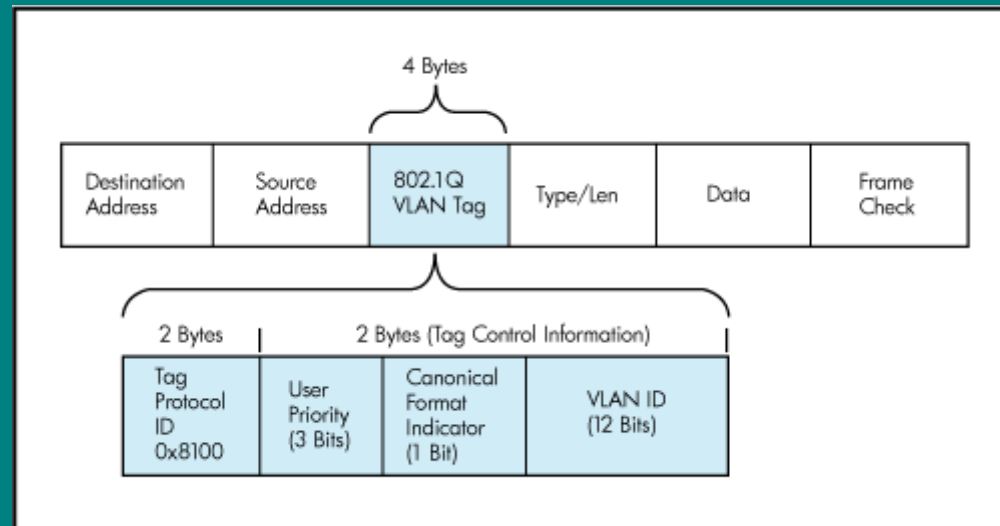 4 Bytes
Destination
Address
Source
Address
802.1Q
VLAN Tag
Type/Len
Data
Frame
Check
2 Bytes
2 Bytes (Tag Control Information)
Tag
Protocol
ID
0x8100
User
Priority
(3 Bits)
Canonical
Format
Indicator
(1 Bit)
VLAN ID
(12 Bits)